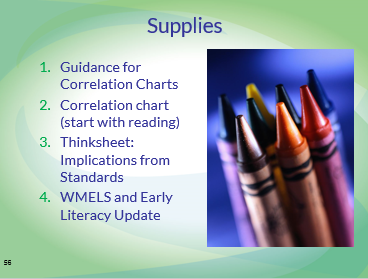 Supplies
1. Guidance for
Correlation Charts
2. Correlation chart
(start with reading)
3. Thinksheet:
Implications from
Standards
4. WMELS and Early
Literacy Update
56